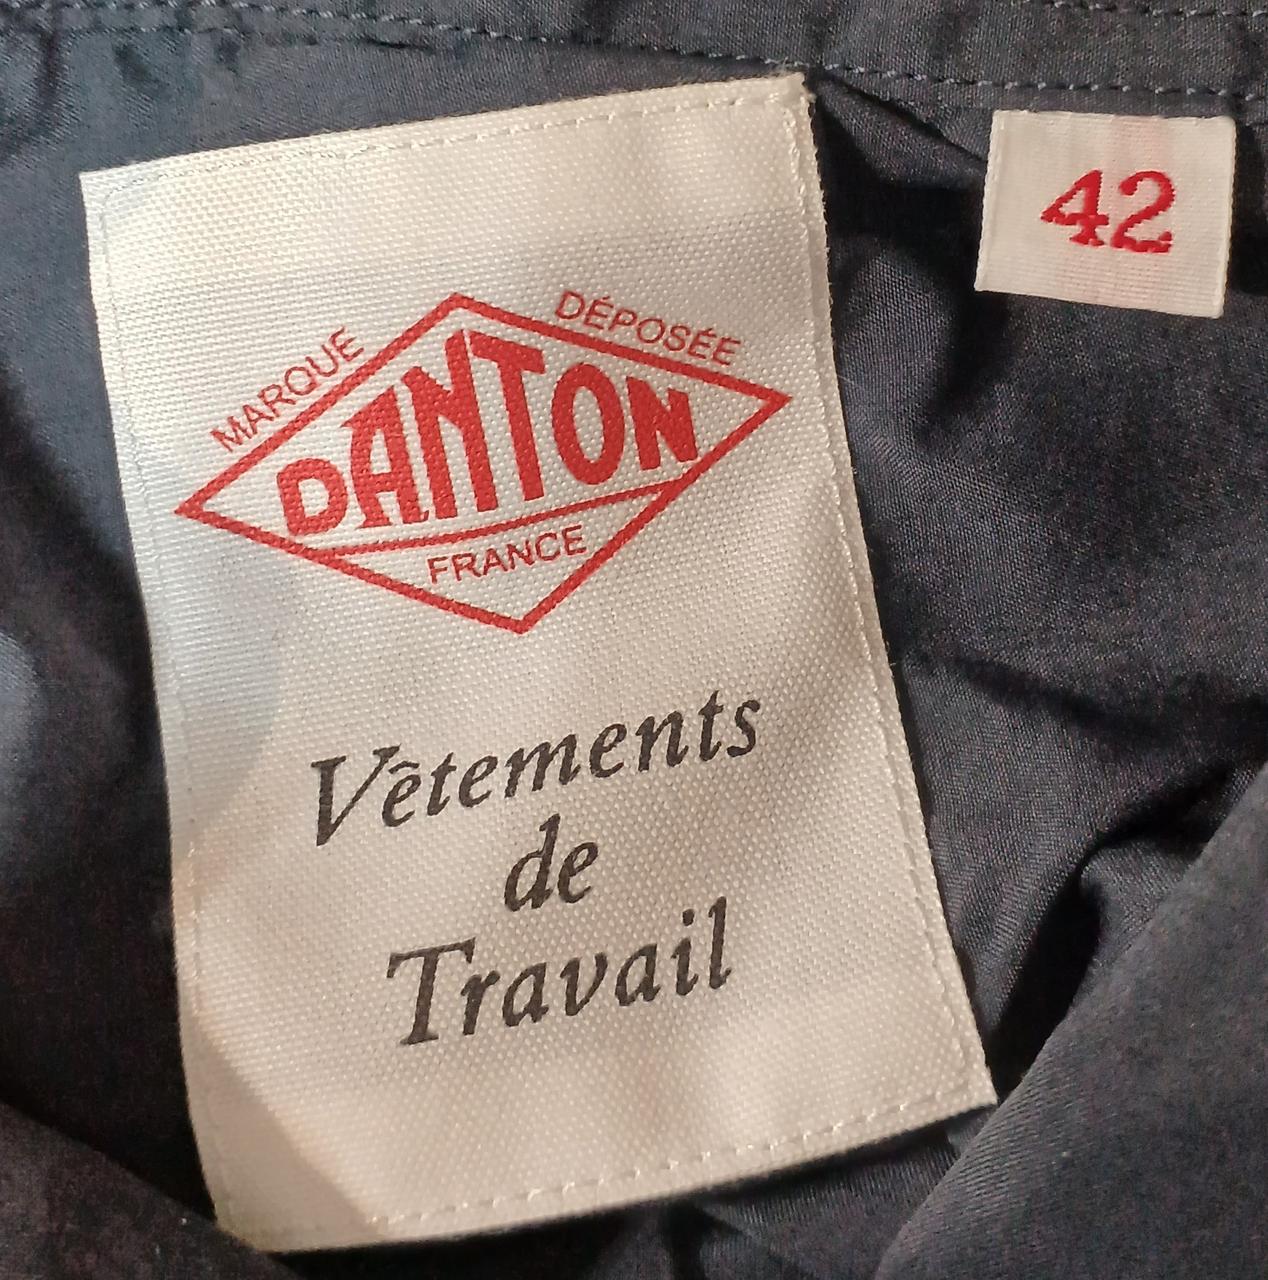 MARQUE DÉPOSÉE
DANTON
FRANCE
Vêtements
de
Travail
42